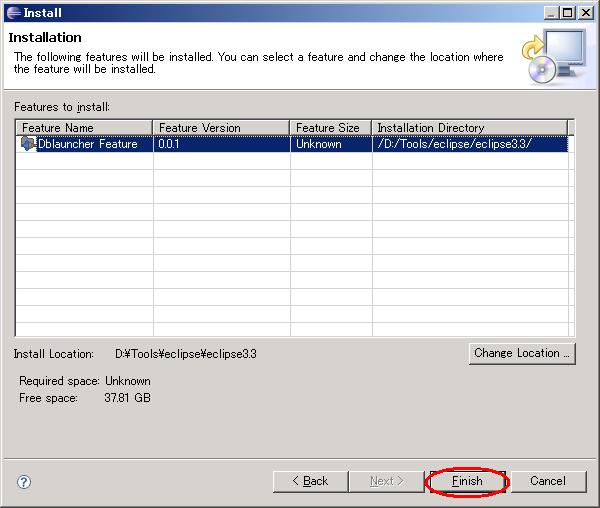 Install
Installation
The following features will be installed. You can select a feature and change the location where
the feature will be installed.
Features to install:
Feature Name Feature Version Feature Size Installation Directory
Dblauncher Feature 0.0.1 Unknown /D:/Tools/eclipse/eclipse3.3/
Install Location: D:¥Tools¥eclipse¥eclipse3.3 Change Location ...
Required space: Unknown
Free space: 37.81 GB
? < Back Next > Finish Cancel